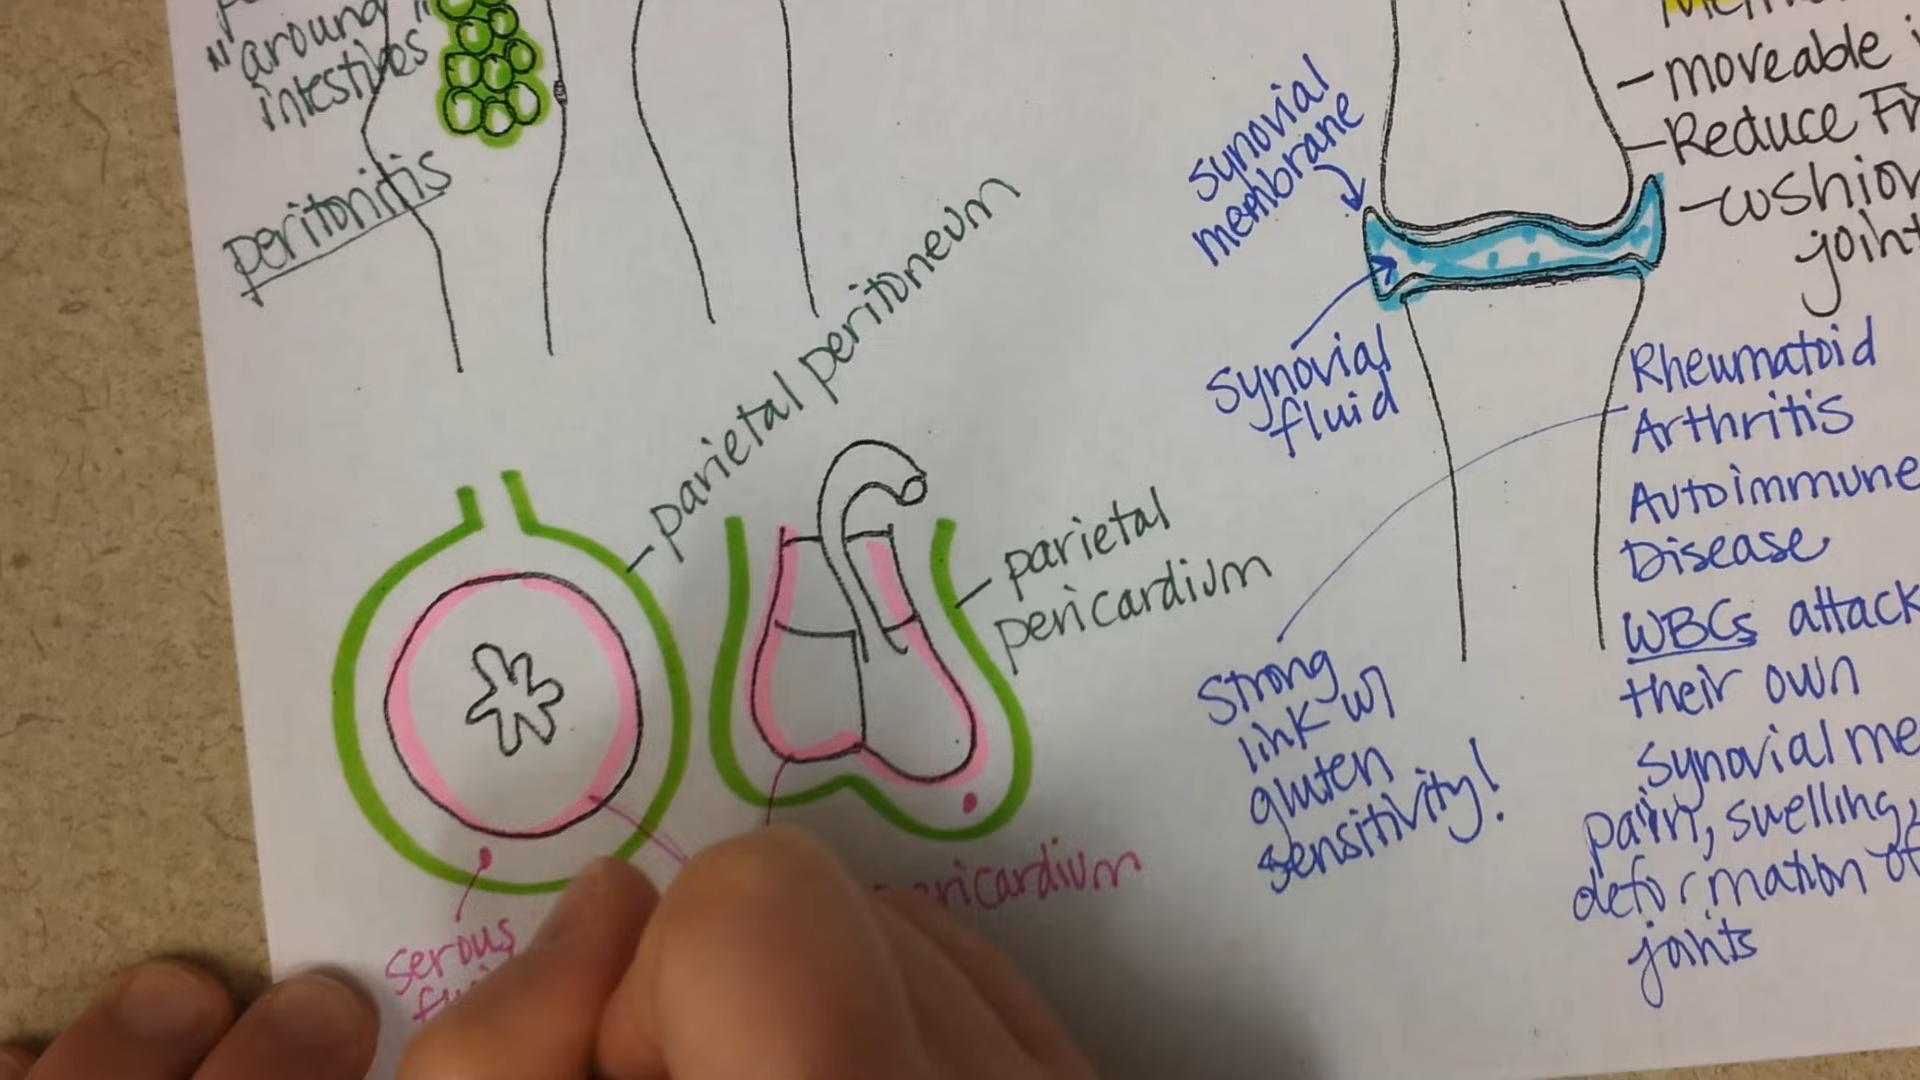 "around"
intestines
peritonitis
parietal peritoneum
parietal
pericardium
serous
synovial
membrane
synovial
fluid
- moveable
- Reduce
- cushion
joint
Rheumatoid
Arthritis
Autoimmune
Disease
WBCs attack
their own
synovial
pain, swelling,
deformation of
joints
Strong
link w/
gluten
sensitivity!